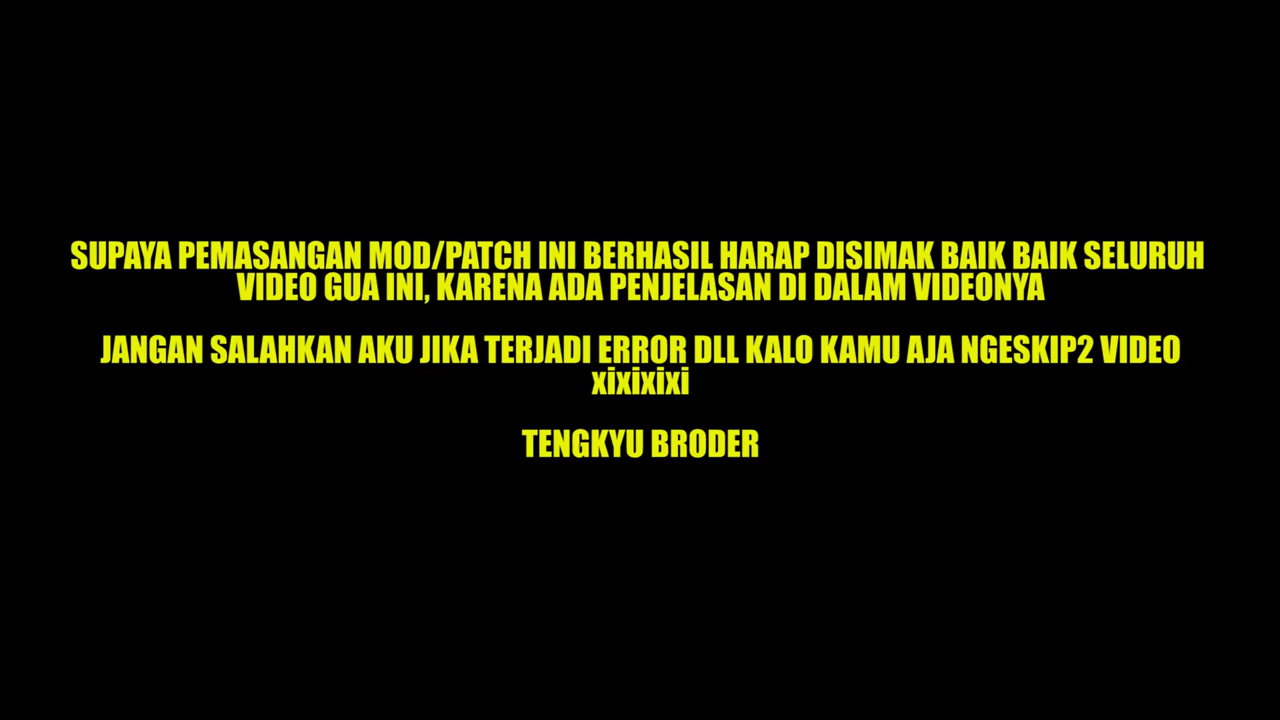 SUPAYA PEMASANGAN MOD/PATCH INI BERHASIL HARAP DISIMAK BAIK BAIK SELURUH
VIDEO GUA INI, KARENA ADA PENJELASAN DI DALAM VIDEONYA
JANGAN SALAHKAN AKU JIKA TERJADI ERROR DLL KALO KAMU AJA NGESKIP2 VIDEO
xixixixi
TENGKYU BRODER